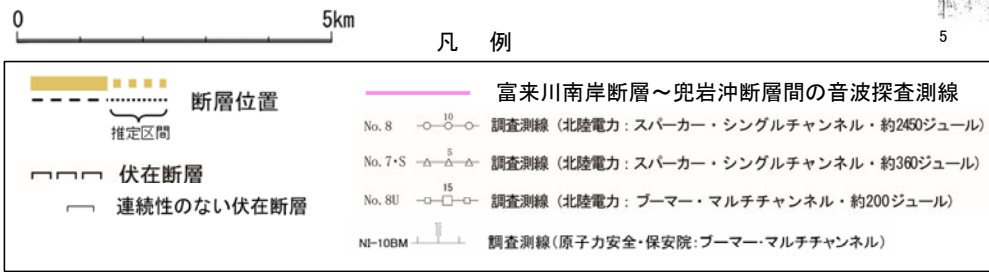 0 5km
5
凡 例
断層位置
推定区間
伏在断層
連続性のない伏在断層
富来川南岸断層～兜岩沖断層間の音波探査測線
No. 8 10 調査測線（北陸電力：スパーカー・シングルチャンネル・約2450ジュール）
No. 7・S 5 調査測線（北陸電力：スパーカー・シングルチャンネル・約360ジュール）
No. 8U 15 調査測線（北陸電力：ブーマー・マルチチャンネル・約200ジュール）
NI-10BM 調査測線(原子力安全・保安院：ブーマー・マルチチャンネル)